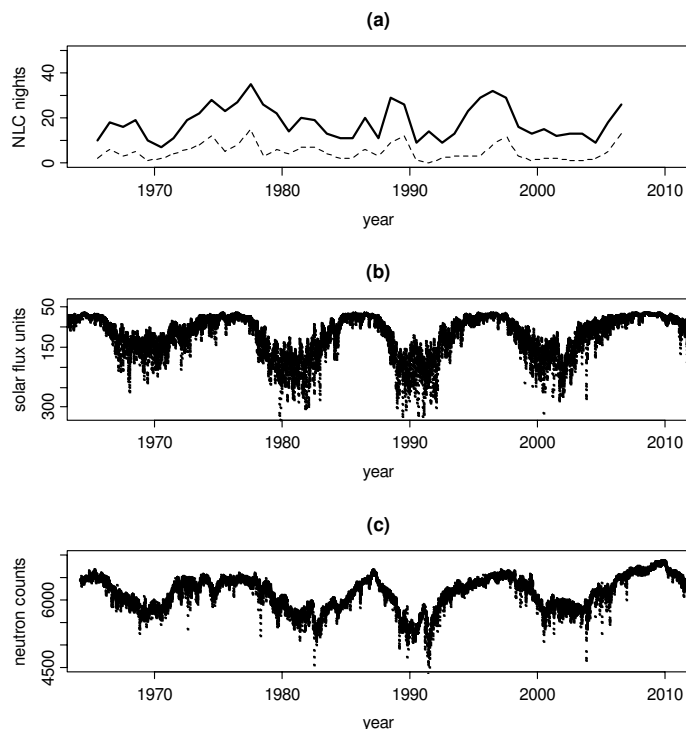 (a)
NLC nights
0
20
40
1970 1980 1990 2000 2010
year
(b)
solar flux units
50
150
300
1970 1980 1990 2000 2010
year
(c)
neutron counts
6000
4500
1970 1980 1990 2000 2010
year